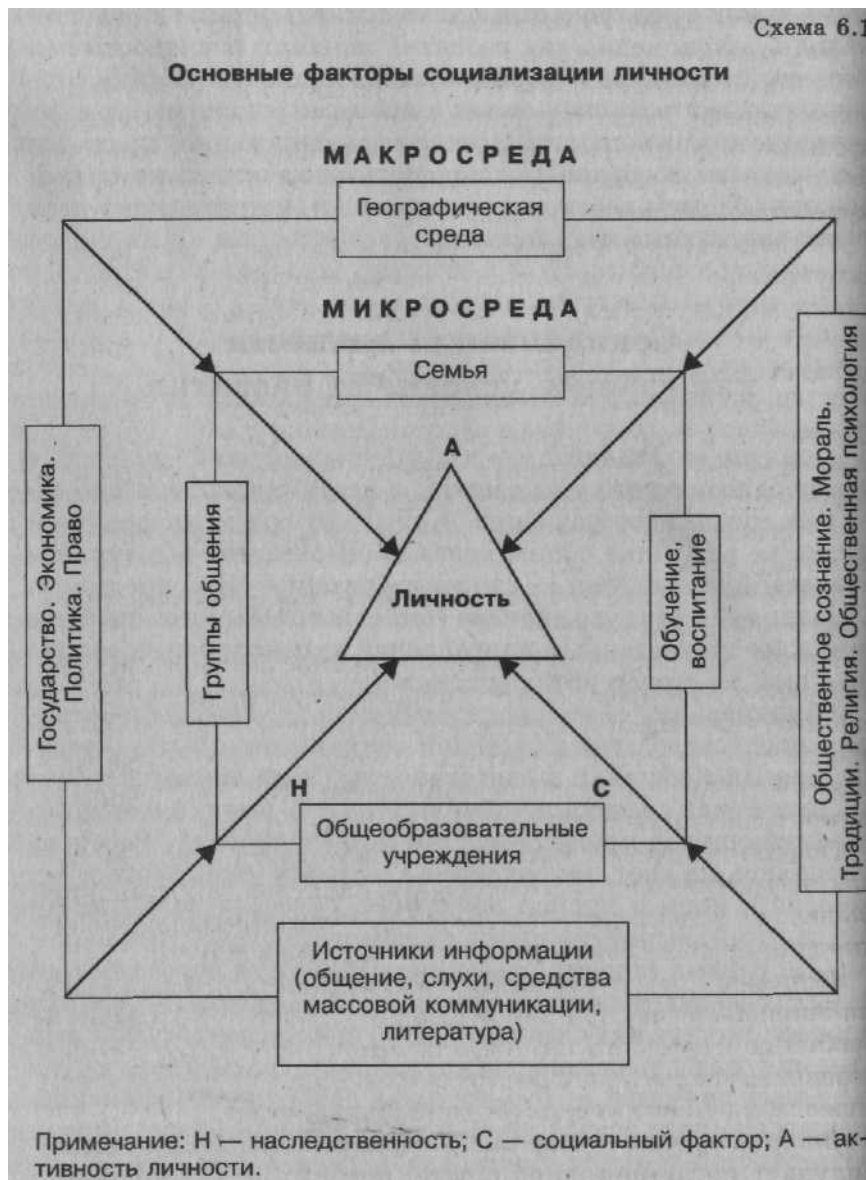 Схема 6.1
Основные факторы социализации личности
МАКРОСРЕДА
Географическая
среда
МИКРОСРЕДА
Семья
А
Личность
Государство. Экономика.
Политика. Право
Группы общения
Обучение,
воспитание
Общественное сознание. Мораль.
Традиции. Религия. Общественная психология
Н
С
Общеобразовательные
учреждения
Источники информации
(общение, слухи, средства
массовой коммуникации,
литература)
Примечание: Н — наследственность; С — социальный фактор; А — ак-
тивность личности.